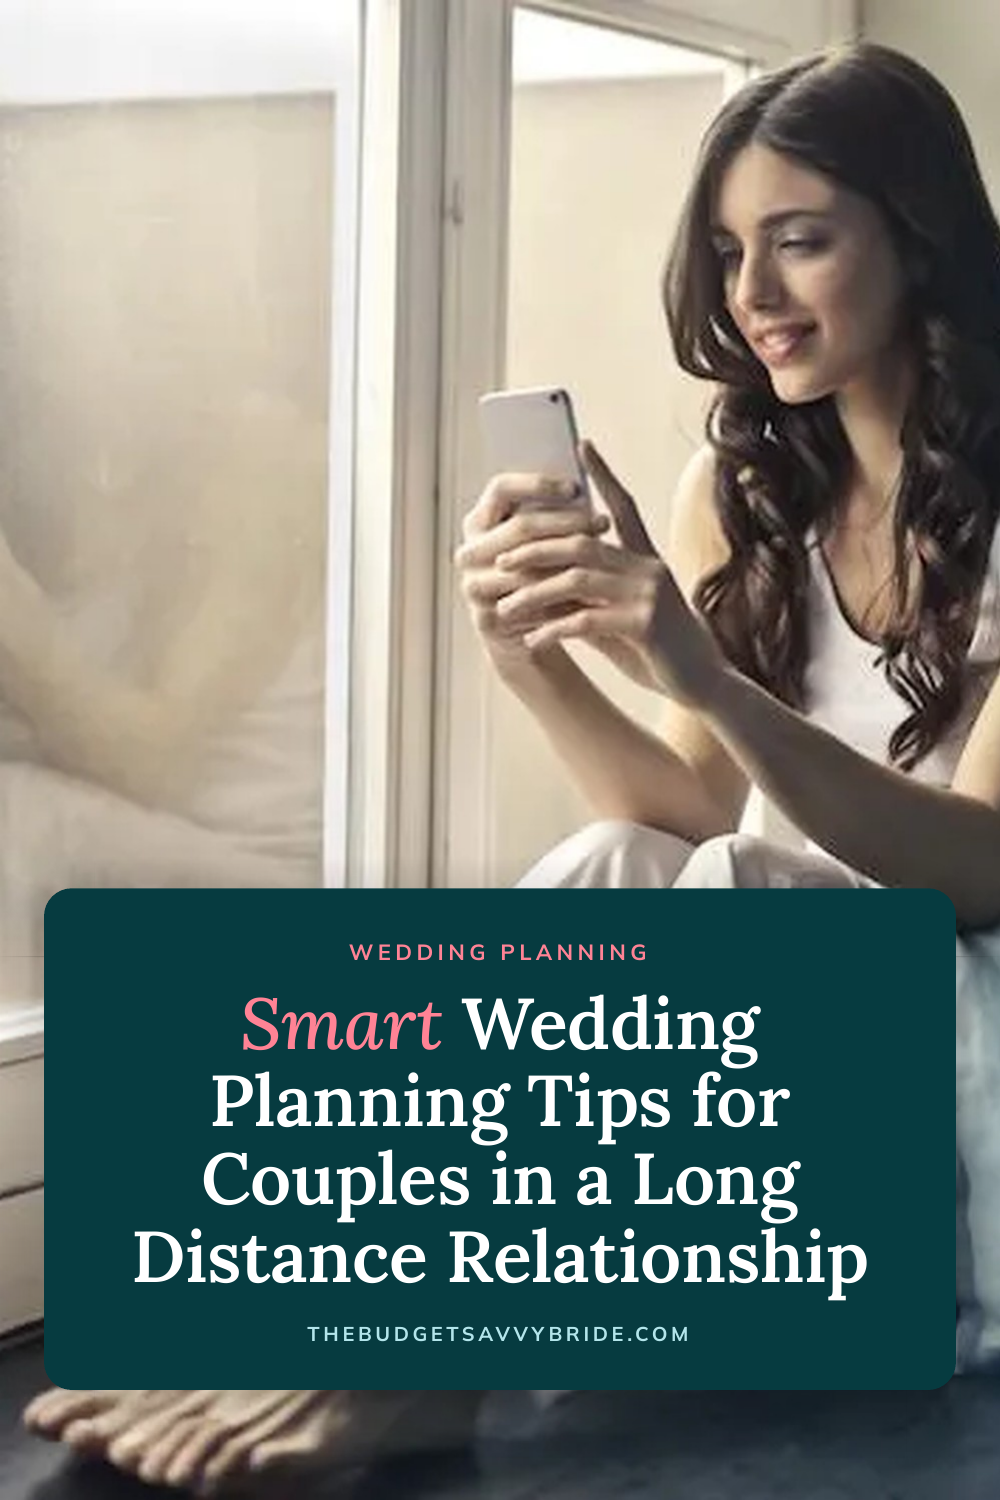 WEDDING PLANNING
Smart Wedding
Planning Tips for
Couples in a Long
Distance Relationship
THEBUDGETSAVVYBRIDE.COM